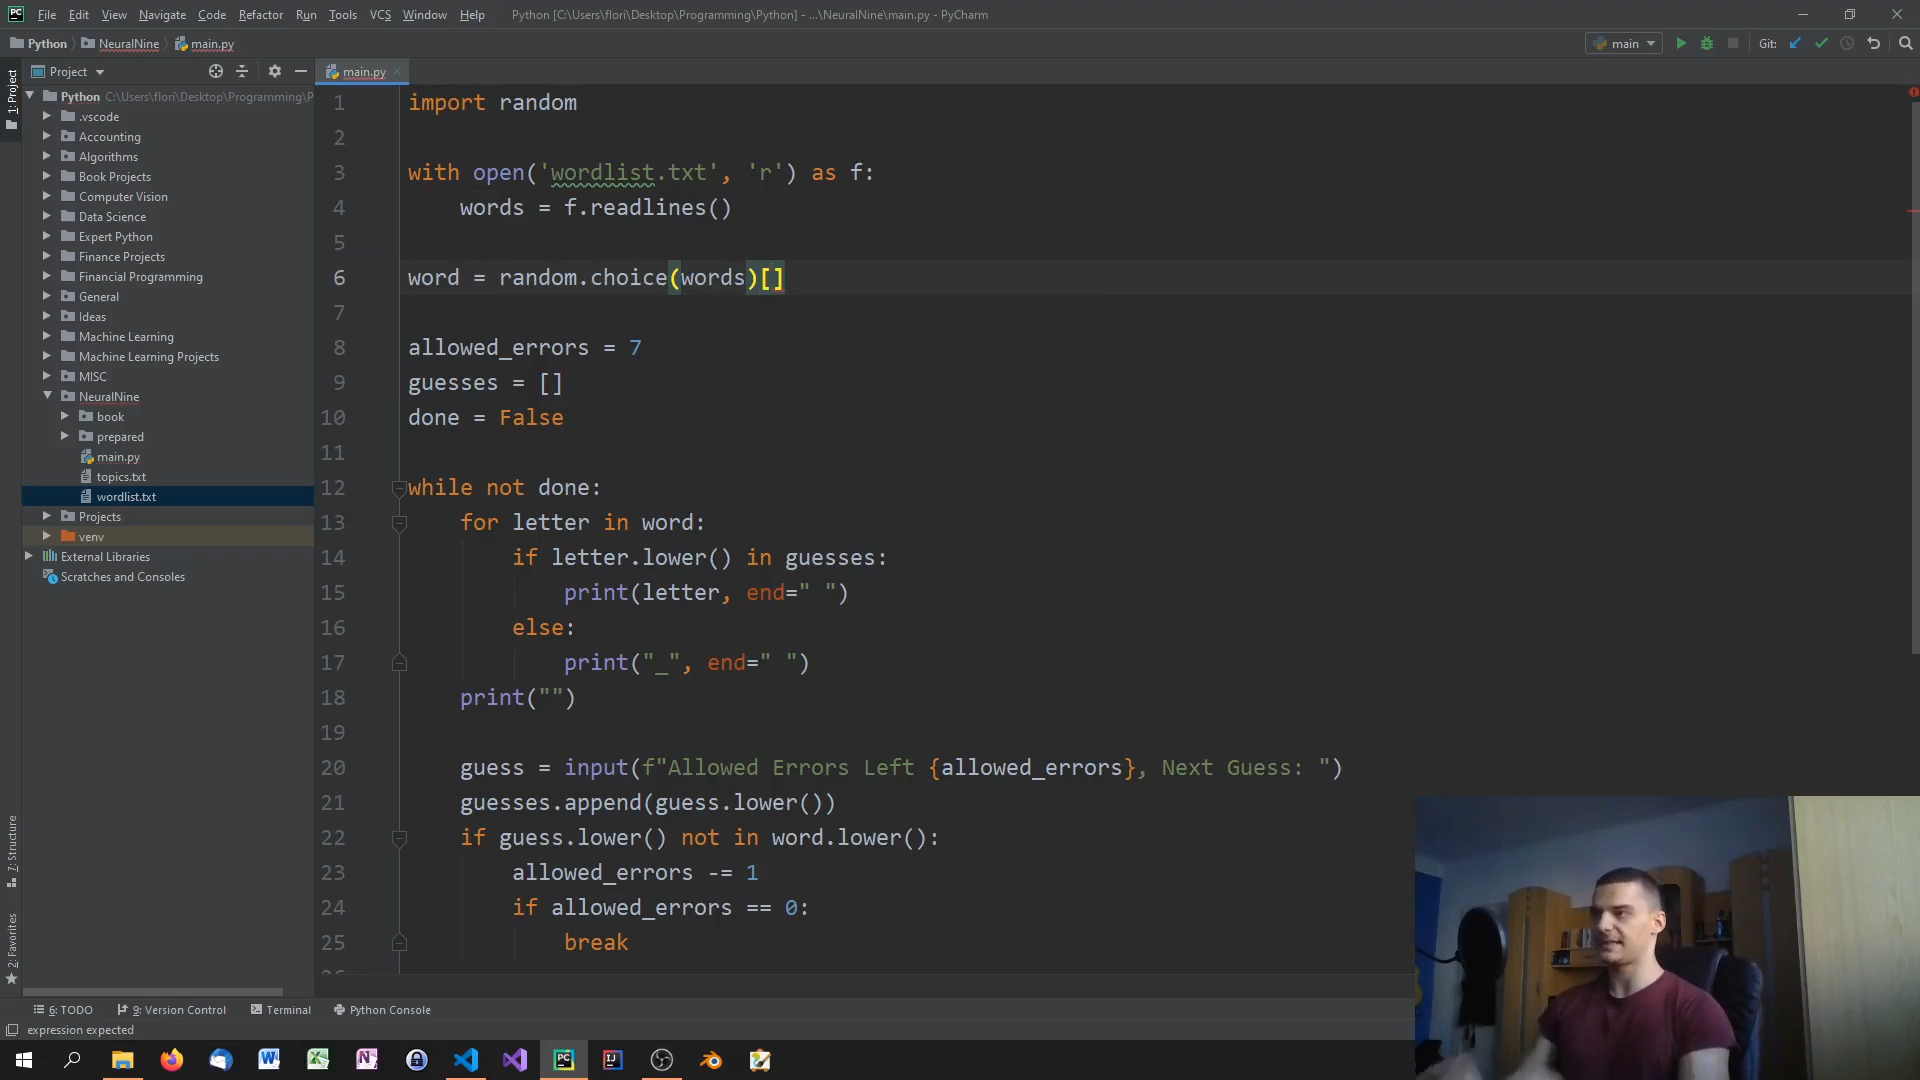 PC File Edit View Navigate Code Refactor Run Tools VCS Window Help Python [C:\Users\flori\Desktop\Programming\Python] - ...\NeuralNine\main.py - PyCharm
Python NeuralNine main.py main Git:
Project main.py
1: Project
Python C:\Users\flori\Desktop\Programming\P
.vscode
Accounting
Algorithms
Book Projects
Computer Vision
Data Science
Expert Python
Finance Projects
Financial Programming
General
Ideas
Machine Learning
Machine Learning Projects
MISC
NeuralNine
book
prepared
main.py
topics.txt
wordlist.txt
Projects
venv
External Libraries
Scratches and Consoles
7: Structure
2: Favorites
1 import random
2
3 with open('wordlist.txt', 'r') as f:
4 words = f.readlines()
5
6 word = random.choice(words)[]
7
8 allowed_errors = 7
9 guesses = []
10 done = False
11
12 while not done:
13 for letter in word:
14 if letter.lower() in guesses:
15 print(letter, end=" ")
16 else:
17 print("_", end=" ")
18 print("")
19
20 guess = input(f"Allowed Errors Left {allowed_errors}, Next Guess: ")
21 guesses.append(guess.lower())
22 if guess.lower() not in word.lower():
23 allowed_errors -= 1
24 if allowed_errors == 0:
25 break
6: TODO 9: Version Control Terminal Python Console
expression expected
PC IJ